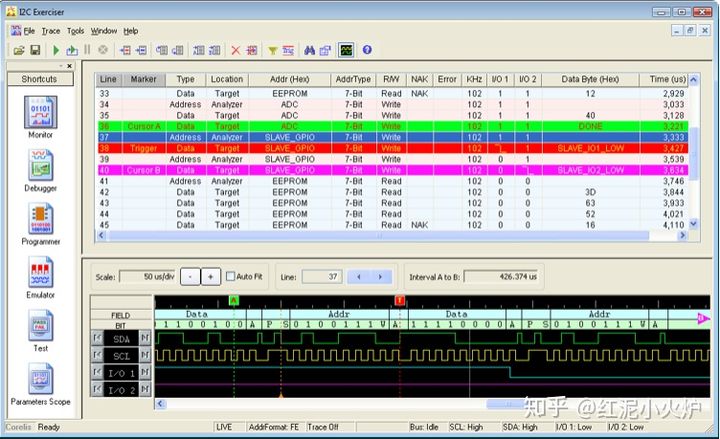 I2C Exerciser
File Trace Tools Window Help
Shortcuts
Monitor
Debugger
Programmer
Emulator
Test
Parameters Scope
Line Marker Type Location Addr (Hex) AddrType R/W NAK Error KHz I/O 1 I/O 2 Data Byte (Hex) Time (us)
33 Data Target EEPROM 7-Bit Read NAK 102 1 1 12 2,929
34 Address Analyzer ADC 7-Bit Write 102 1 1 3,033
35 Data Target ADC 7-Bit Write 102 1 1 40 3,128
36 Cursor A Data Target ADC 7-Bit Write 102 1 1 DONE 3,221
37 Address Analyzer SLAVE_GPIO 7-Bit Write 102 1 1 3,333
38 Trigger Data Target SLAVE_GPIO 7-Bit Write 102 1 SLAVE_IO1_LOW 3,427
39 Address Analyzer SLAVE_GPIO 7-Bit Write 102 0 1 3,539
40 Cursor B Data Target SLAVE_GPIO 7-Bit Write 102 0 SLAVE_IO2_LOW 3,634
41 Address Analyzer EEPROM 7-Bit Read 102 0 0 3,746
42 Data Target EEPROM 7-Bit Read 102 0 0 3D 3,844
43 Data Target EEPROM 7-Bit Read 102 0 0 63 3,933
44 Data Target EEPROM 7-Bit Read 102 0 0 52 4,021
45 Data Target EEPROM 7-Bit Read NAK 102 0 0 16 4,110
Scale: 50 us/div - + Auto Fit Line: 37 Interval A to B: 426.374 us
A T
FIELD Data Addr Data Addr
BIT 0 1 1 1 0 0 1 0 0 A P S 0 1 0 0 1 1 1 W A 0 1 1 0 0 1 0 0 A P S 0 1 0 0 1 1 1 W A
SDA
SCL
I/O 1
I/O 2
知乎 @红泥小火炉
Corelis Ready LIVE AddrFormat: FE Trace Off Bus: Idle SCL: High SDA: High I/O 1: Low I/O 2: Low